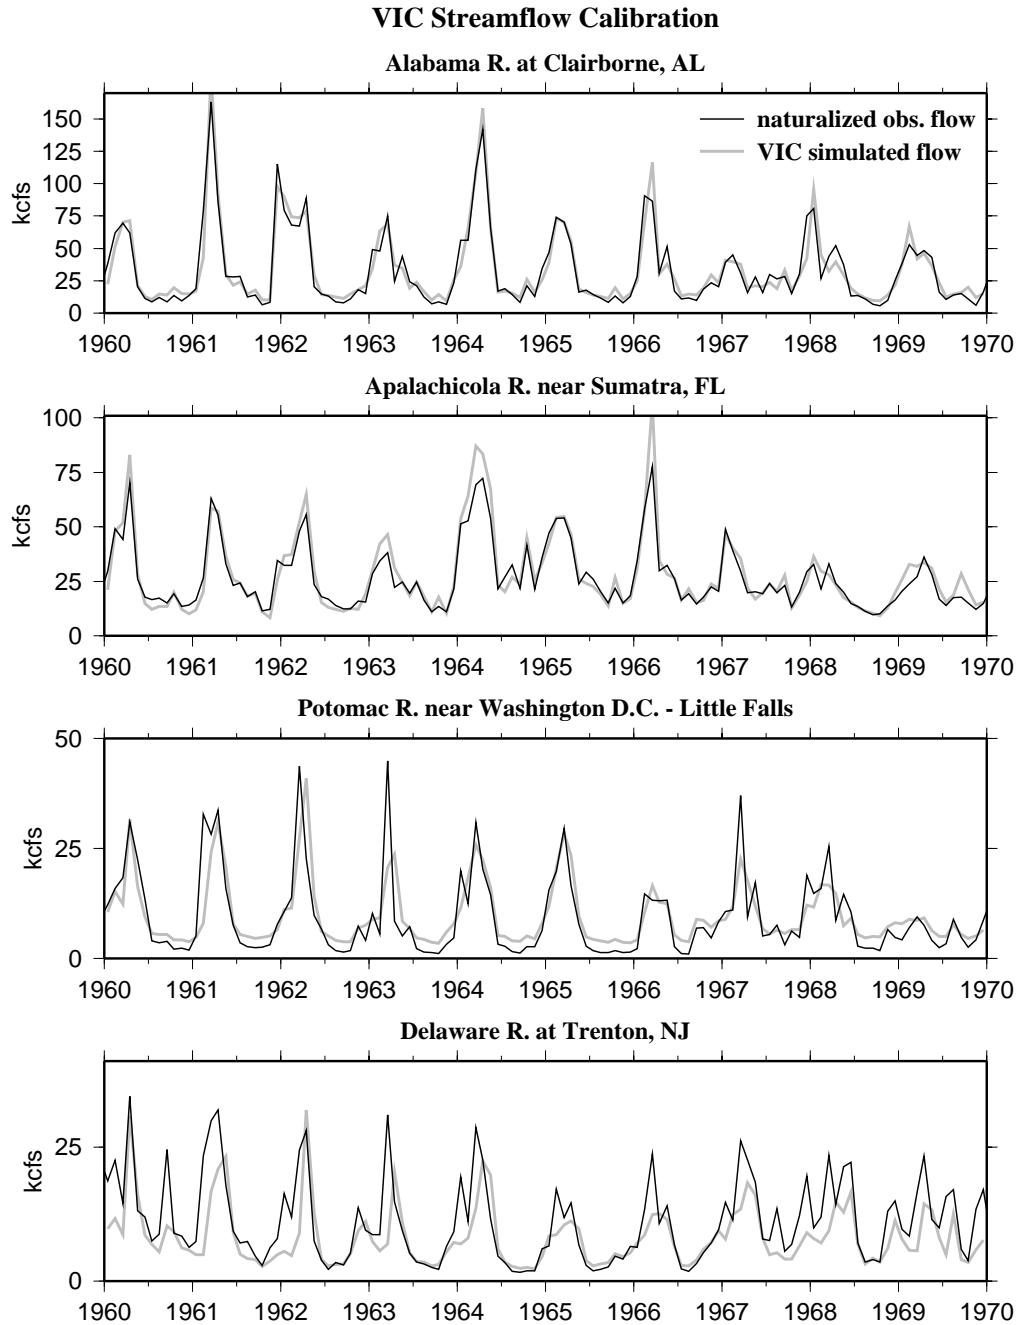 VIC Streamflow Calibration
Alabama R. at Clairborne, AL
naturalized obs. flow
VIC simulated flow
kcfs
150
125
100
75
50
25
0
1960 1961 1962 1963 1964 1965 1966 1967 1968 1969 1970
Apalachicola R. near Sumatra, FL
kcfs
100
75
50
25
0
1960 1961 1962 1963 1964 1965 1966 1967 1968 1969 1970
Potomac R. near Washington D.C. - Little Falls
kcfs
50
25
0
1960 1961 1962 1963 1964 1965 1966 1967 1968 1969 1970
Delaware R. at Trenton, NJ
kcfs
25
0
1960 1961 1962 1963 1964 1965 1966 1967 1968 1969 1970